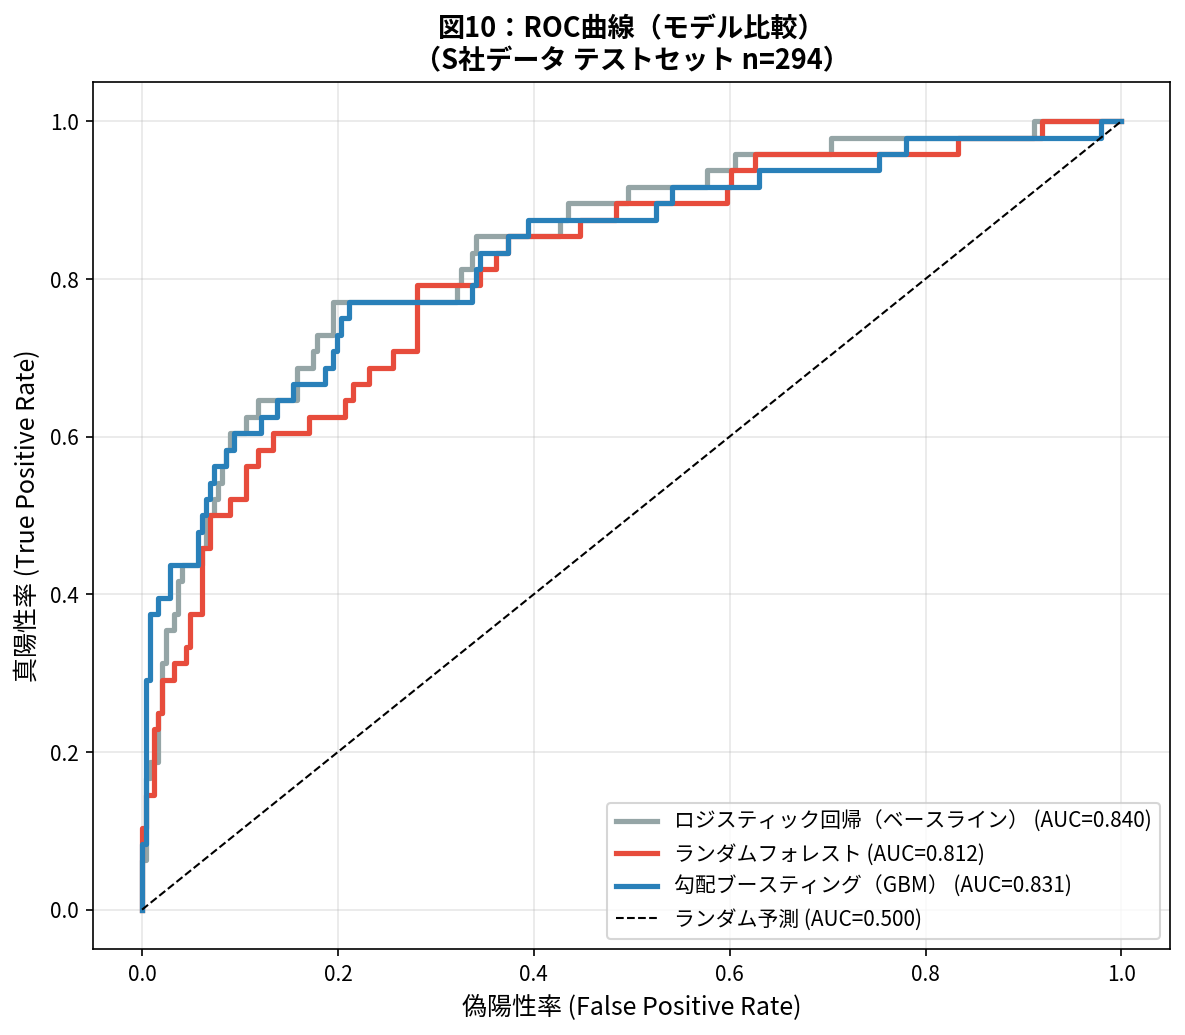 図10：ROC曲線（モデル比較）
（S社データ テストセット n=294）
真陽性率 (True Positive Rate)
1.0
0.8
0.6
0.4
0.2
0.0
ロジスティック回帰（ベースライン） (AUC=0.840)
ランダムフォレスト (AUC=0.812)
勾配ブースティング（GBM） (AUC=0.831)
ランダム予測 (AUC=0.500)
0.0 0.2 0.4 0.6 0.8 1.0
偽陽性率 (False Positive Rate)